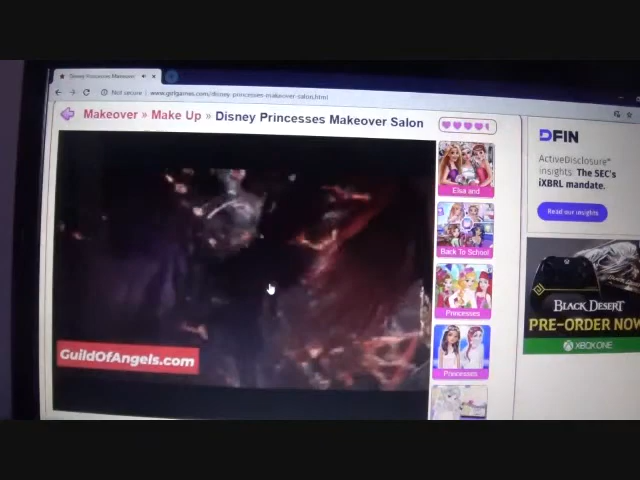 Disney Princesses Makeover
Not secure | www.girlgames.com/disney-princesses-makeover-salon.html
Makeover » Make Up » Disney Princesses Makeover Salon
GuildOfAngels.com
Elva and
Back To School
Princesses
Princesses
DFIN
ActiveDisclosure™
insights: The SEC's
iXBRL mandate.
Read our insights
BLACK DESERT
PRE-ORDER NOW
XBOX ONE